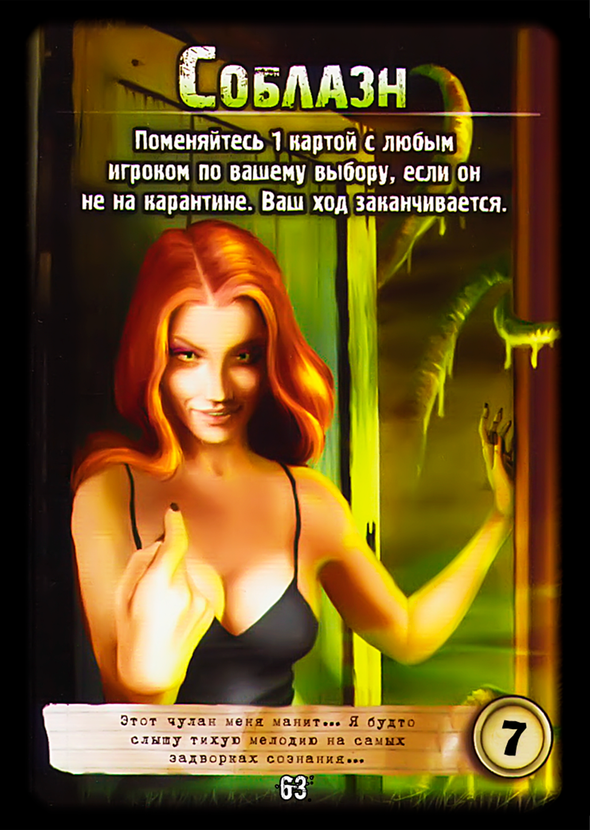 Соблазн
Поменяйтесь 1 картой с любым
игроком по вашему выбору, если он
не на карантине. Ваш ход заканчивается.
Этот чулан меня манит... Я будто
слышу тихую мелодию на самых
задворках сознания...
7
63